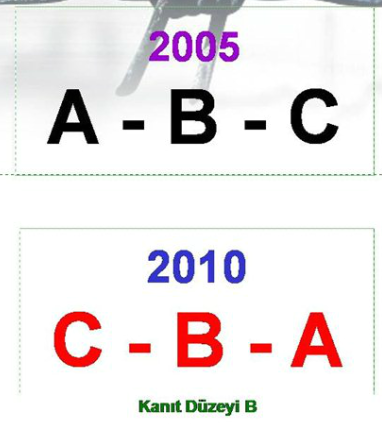 2005
A - B - C
2010
C - B - A
Kanıt Düzeyi B